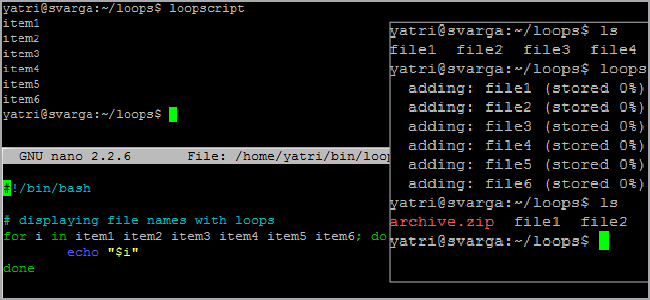 yatri@svarga:~/loops$ loopscript
item1
item2
item3
item4
item5
item6
yatri@svarga:~/loops$
GNU nano 2.2.6 File: /home/yatri/bin/loop
#!/bin/bash
# displaying file names with loops
for i in item1 item2 item3 item4 item5 item6; do
echo "$i"
done
yatri@svarga:~/loops$ ls
file1 file2 file3 file4
yatri@svarga:~/loops$ loops
adding: file1 (stored 0%)
adding: file2 (stored 0%)
adding: file3 (stored 0%)
adding: file4 (stored 0%)
adding: file5 (stored 0%)
adding: file6 (stored 0%)
yatri@svarga:~/loops$ ls
archive.zip file1 file2
yatri@svarga:~/loops$